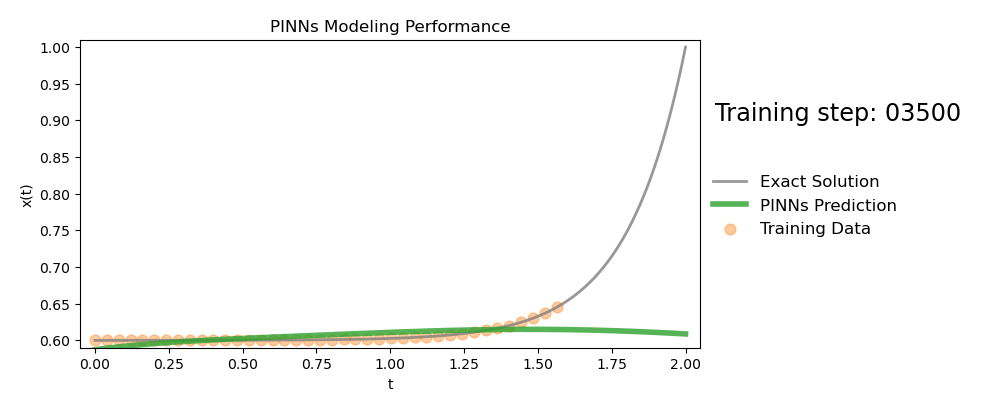 PINNs Modeling Performance
1.00
0.95
0.90
0.85
0.80
0.75
0.70
0.65
0.60
x(t)
0.00 0.25 0.50 0.75 1.00 1.25 1.50 1.75 2.00
t
Training step: 03500
Exact Solution
PINNs Prediction
Training Data